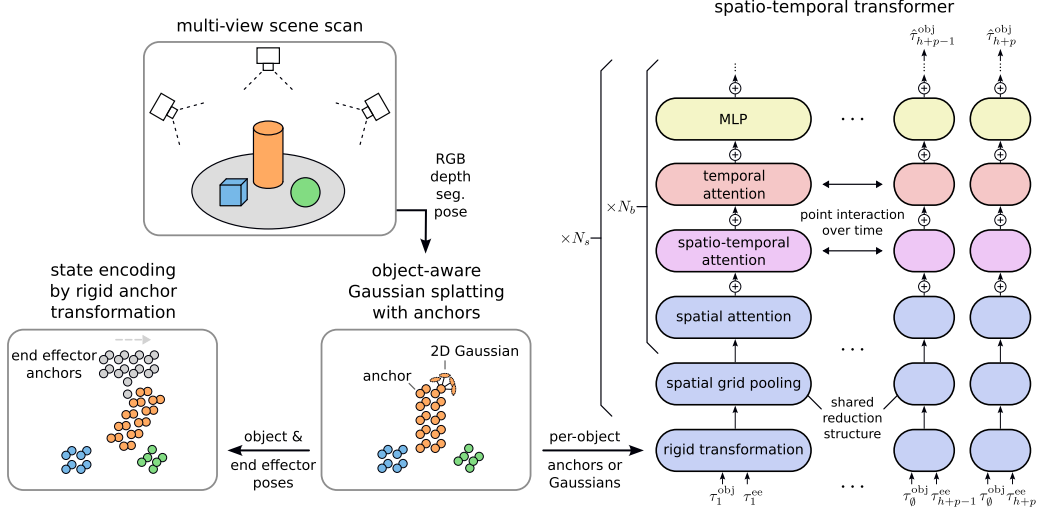 multi-view scene scan
RGB
depth
seg.
pose
state encoding
by rigid anchor
transformation
end effector
anchors
object-aware
Gaussian splatting
with anchors
2D Gaussian
anchor
object &
end effector
poses
per-object
anchors or
Gaussians
spatio-temporal transformer
τ̂^obj_{h+p−1}
τ̂^obj_{h+p}
×N_s
×N_b
MLP
...
temporal
attention
point interaction
over time
spatio-temporal
attention
spatial attention
...
spatial grid pooling
shared
reduction
structure
rigid transformation
τ^obj_1 τ^ee_1
...
τ^obj_∅ τ^ee_{h+p−1} τ^obj_∅ τ^ee_{h+p}